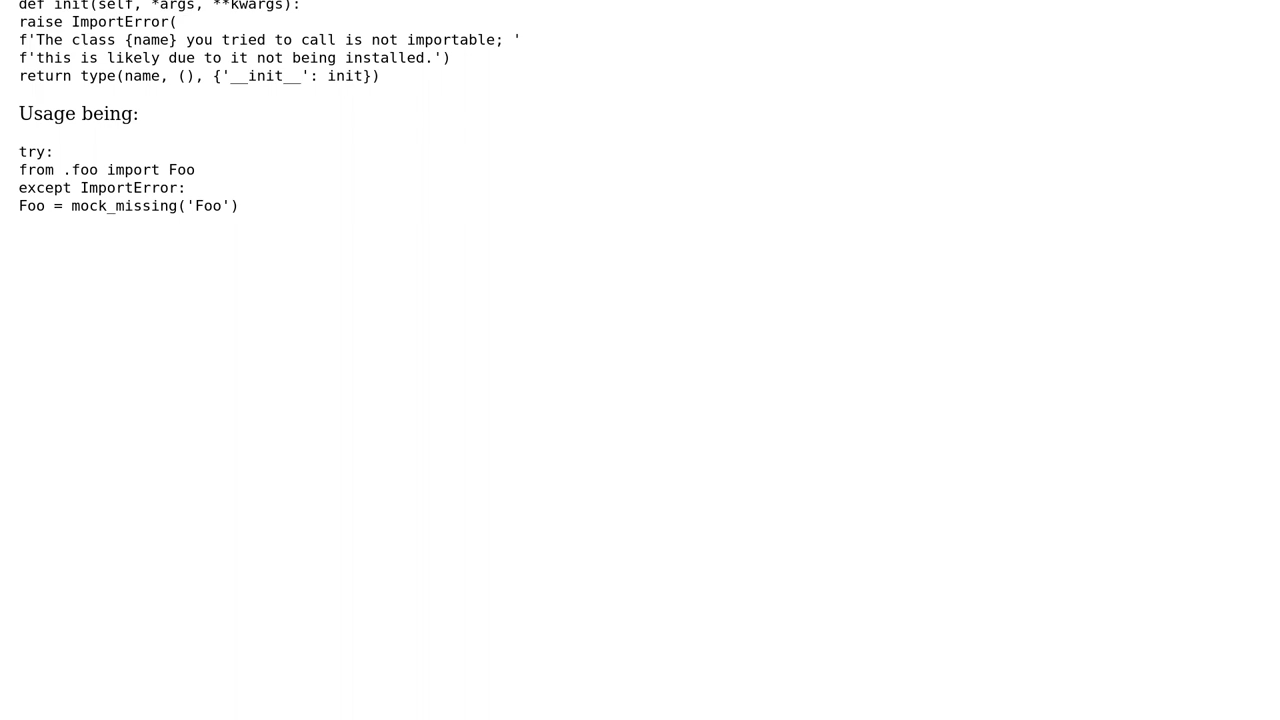 def init(self, *args, **kwargs):
raise ImportError(
f'The class {name} you tried to call is not importable; '
f'this is likely due to it not being installed.')
return type(name, (), {'__init__': init})
Usage being:
try:
from .foo import Foo
except ImportError:
Foo = mock_missing('Foo')